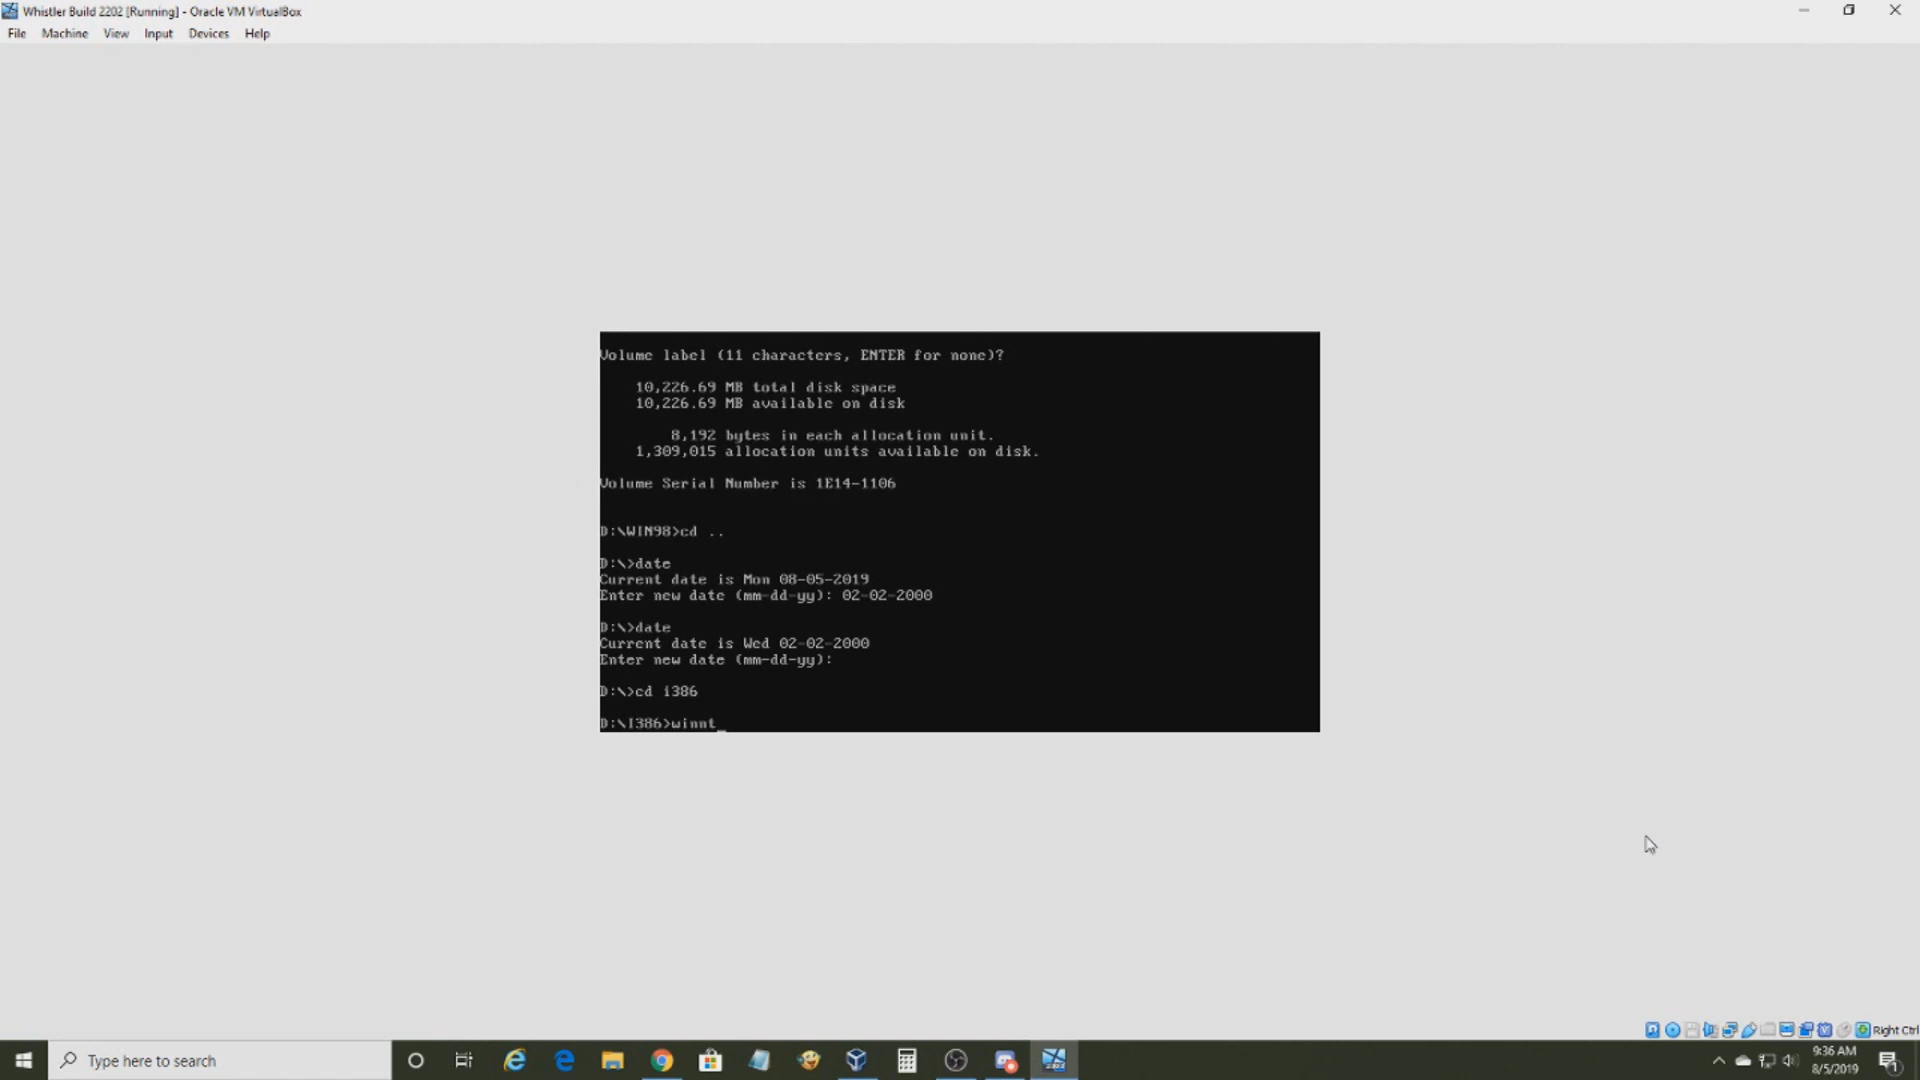 Whistler Build 2202 [Running] - Oracle VM VirtualBox
File Machine View Input Devices Help
Volume label (11 characters, ENTER for none)?
10,226.69 MB total disk space
10,226.69 MB available on disk
8,192 bytes in each allocation unit.
1,309,015 allocation units available on disk.
Volume Serial Number is 1E14-1106
D:\WIN98>cd ..
D:\>date
Current date is Mon 08-05-2019
Enter new date (mm-dd-yy): 02-02-2000
D:\>date
Current date is Wed 02-02-2000
Enter new date (mm-dd-yy):
D:\>cd i386
D:\I386>winnt_
Right Ctrl
Type here to search
9:36 AM
8/5/2019
1